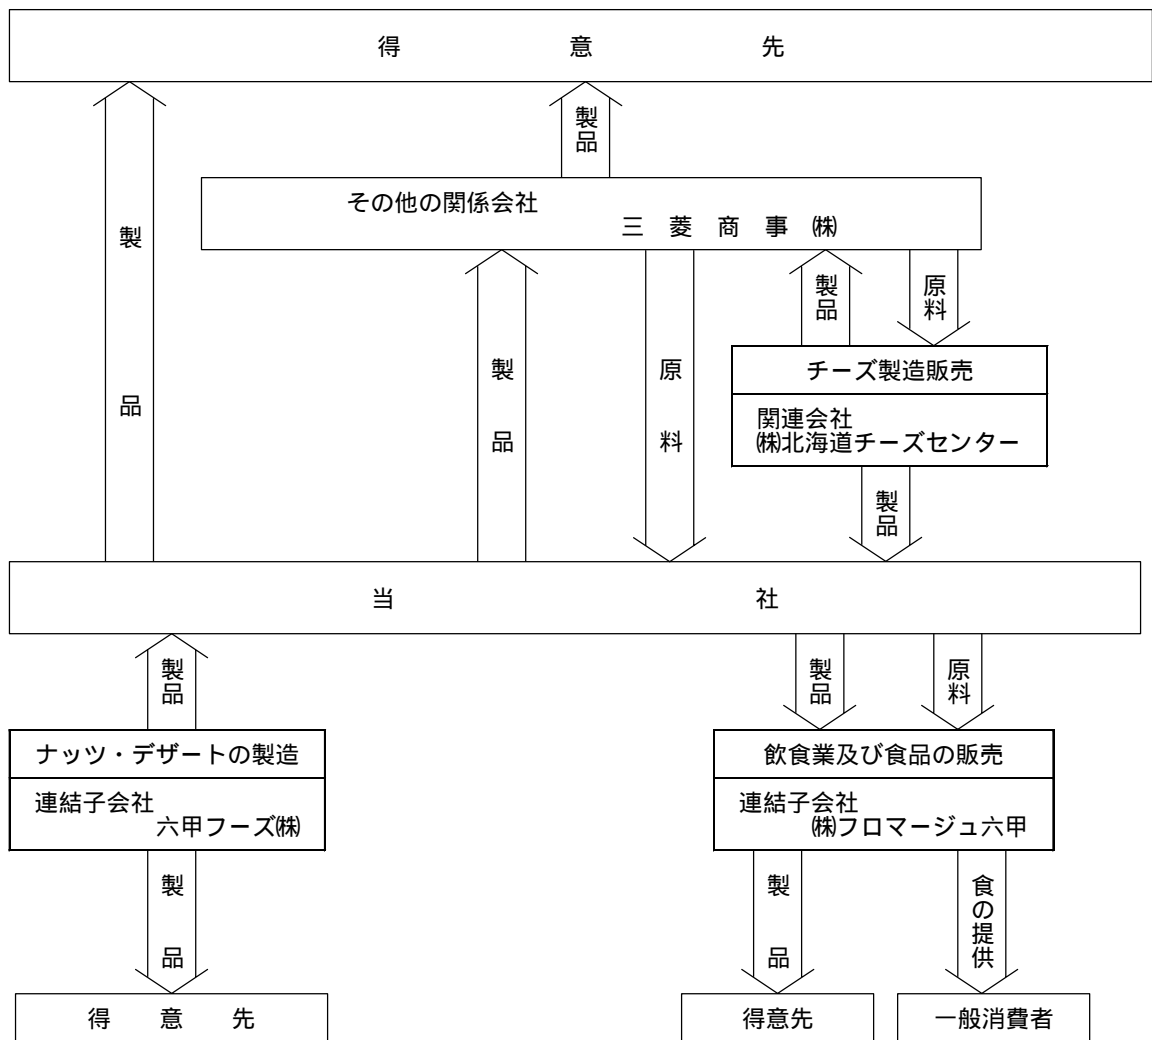 得意先
製品
その他の関係会社
三菱商事㈱
製品
製品
原料
製品
原料
チーズ製造販売
関連会社
㈱北海道チーズセンター
製品
当社
製品
製品
原料
ナッツ・デザートの製造
連結子会社
六甲フーズ㈱
飲食業及び食品の販売
連結子会社
㈱フロマージュ六甲
製品
製品
食の提供
得意先
得意先
一般消費者